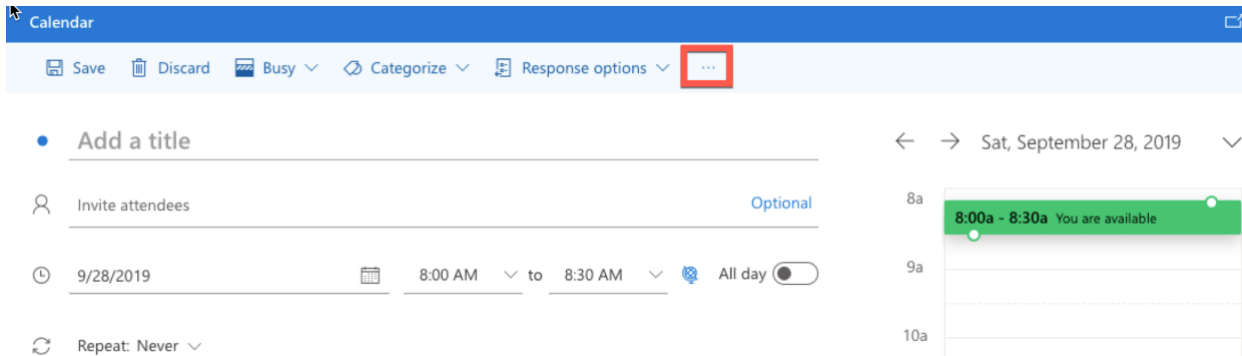 Calendar
Save Discard Busy Categorize Response options ...
Add a title
Sat, September 28, 2019
Invite attendees Optional
8a
8:00a - 8:30a You are available
9/28/2019 8:00 AM to 8:30 AM All day
9a
Repeat: Never
10a